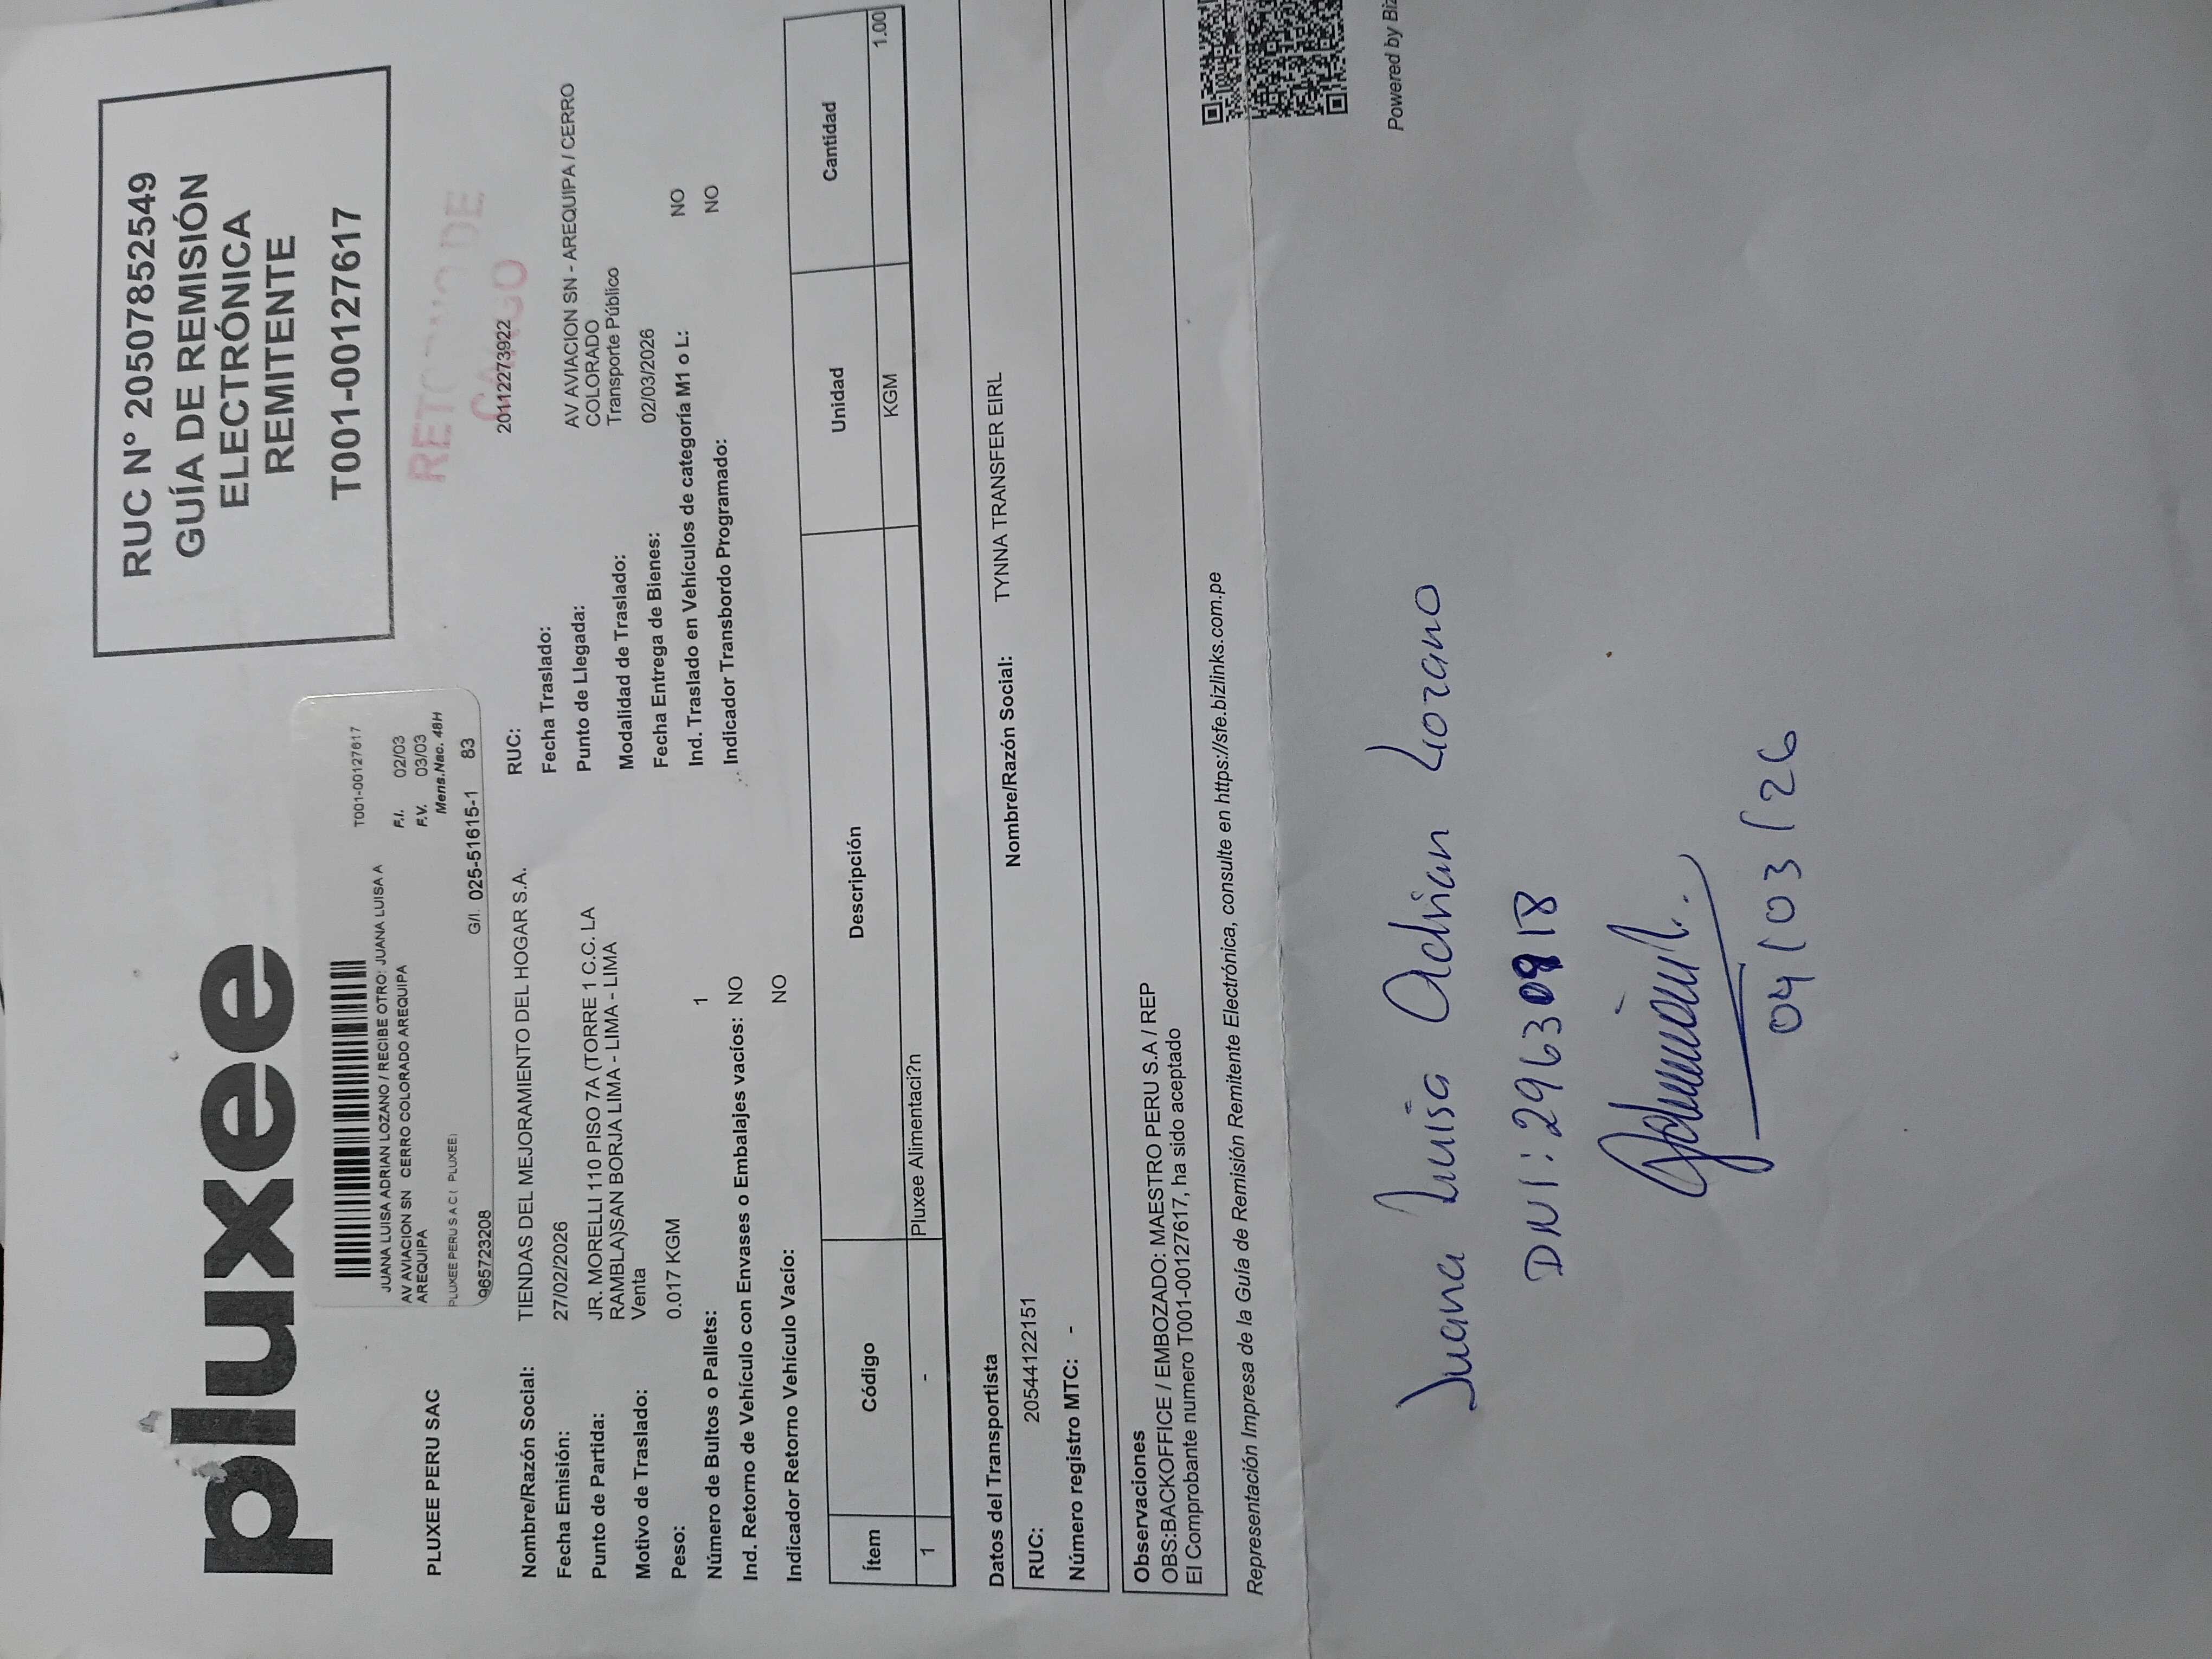 pluxee
RUC N° 20507852549
GUÍA DE REMISIÓN
ELECTRÓNICA
REMITENTE
T001-00127617
PLUXEE PERU SAC
T001-00127617
JUANA LUISA ADRIAN LOZANO / RECIBE OTRO: JUANA LUISA A
AV AVIACION SN CERRO COLORADO AREQUIPA
AREQUIPA
F.I. 02/03
F.V. 03/03
Mens.Nac. 48H
PLUXEE PERU S A C ( PLUXEE)
G/I. 025-51615-1 83
965723208
RETORNO DE
CARGO
Nombre/Razón Social: TIENDAS DEL MEJORAMIENTO DEL HOGAR S.A.
RUC: 20112273922
Fecha Emisión: 27/02/2026
Fecha Traslado:
Punto de Partida: JR. MORELLI 110 PISO 7A (TORRE 1 C.C. LA
RAMBLA)SAN BORJA LIMA - LIMA - LIMA
Punto de Llegada: AV AVIACION SN - AREQUIPA / CERRO
COLORADO
Motivo de Traslado: Venta
Modalidad de Traslado: Transporte Público
Peso: 0.017 KGM
Fecha Entrega de Bienes: 02/03/2026
Número de Bultos o Pallets: 1
Ind. Traslado en Vehículos de categoría M1 o L: NO
Ind. Retorno de Vehículo con Envases o Embalajes vacíos: NO
Indicador Transbordo Programado: NO
Indicador Retorno Vehículo Vacío: NO
Ítem Código Descripción Unidad Cantidad
1 - Pluxee Alimentaci?n KGM 1.00
Datos del Transportista
RUC: 20544122151 Nombre/Razón Social: TYNNA TRANSFER EIRL
Número registro MTC: -
Observaciones
OBS:BACKOFFICE / EMBOZADO: MAESTRO PERU S.A / REP
El Comprobante numero T001-00127617, ha sido aceptado
Representación Impresa de la Guía de Remisión Remitente Electrónica, consulte en https://sfe.bizlinks.com.pe
Powered by Biz
Juana Luisa Adrian Lozano
DNI: 29630918
04/03/26